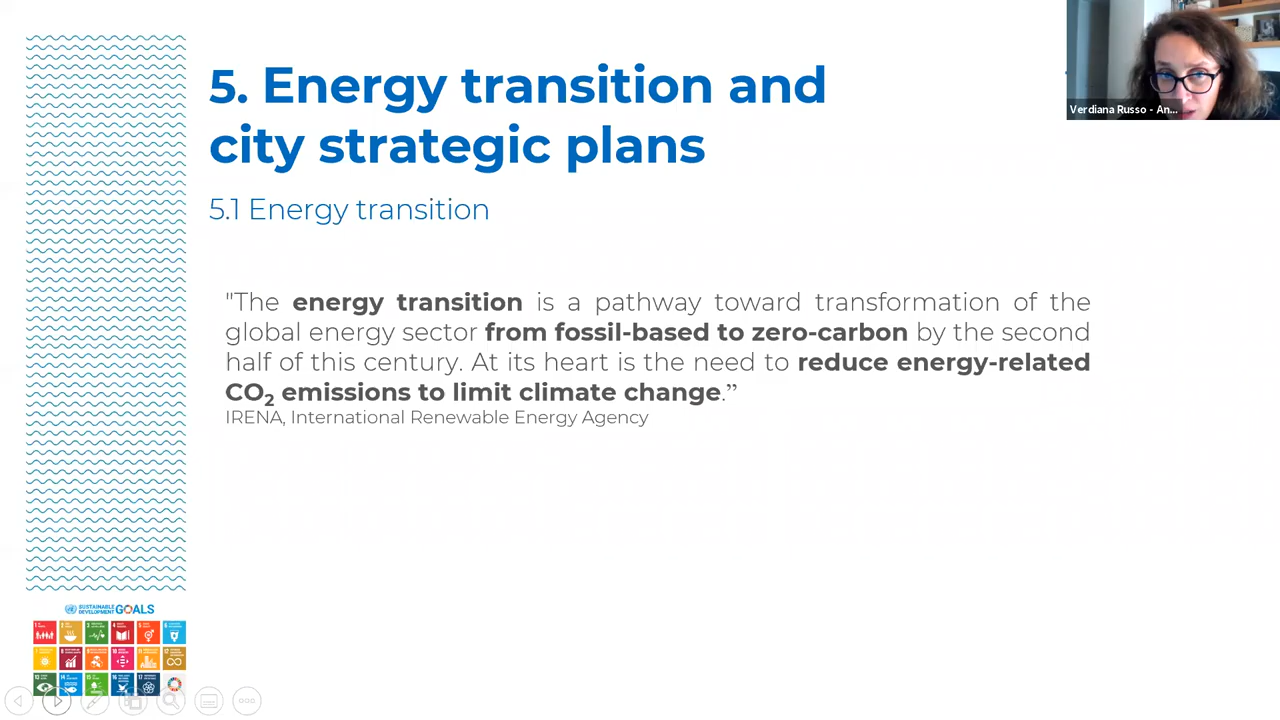 5. Energy transition and
city strategic plans
5.1 Energy transition
"The energy transition is a pathway toward transformation of the
global energy sector from fossil-based to zero-carbon by the second
half of this century. At its heart is the need to reduce energy-related
CO₂ emissions to limit climate change.”
IRENA, International Renewable Energy Agency
Verdiana Russo - An...
SUSTAINABLE
DEVELOPMENT GOALS